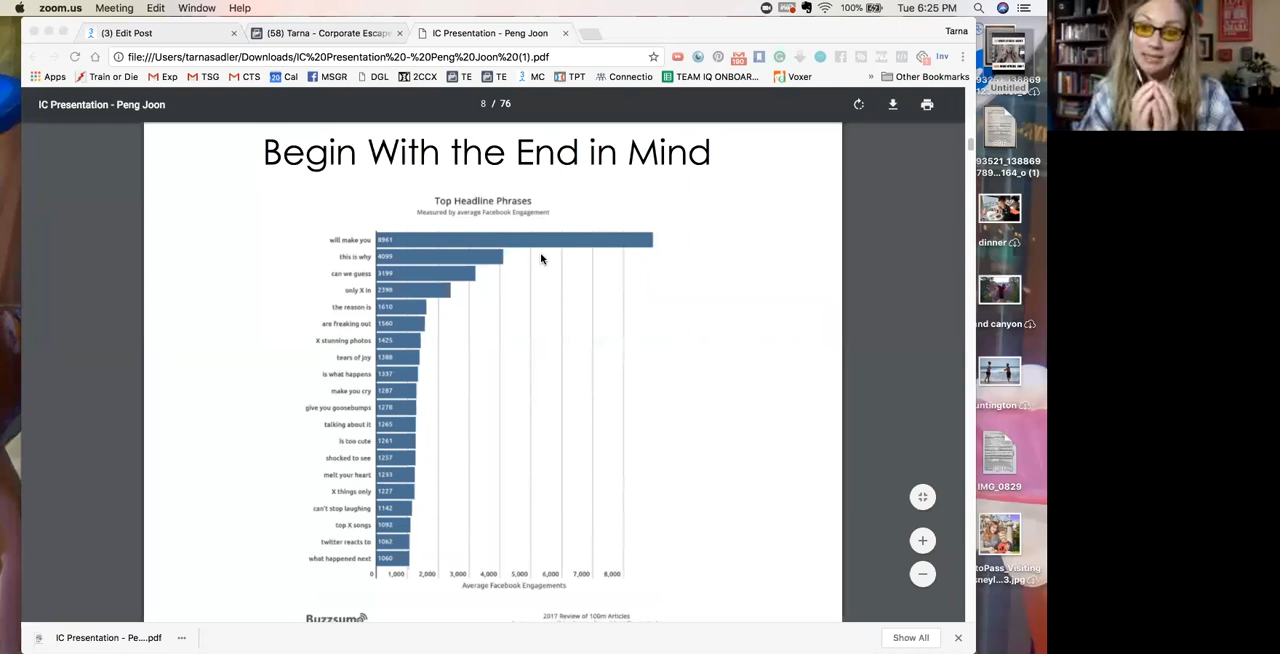 zoom.us Meeting Edit Window Help 100% Tue 6:25 PM
(3) Edit Post (58) Tarna - Corporate Escape IC Presentation - Peng Joon Tarna
file:///Users/tarnasadler/Downloads/IC%20Presentation%20-%20Peng%20Joon%20(1).pdf
Apps Train or Die Exp TSG CTS Cal MSGR DGL 2CCX TE TE MC TPT Connectio TEAM IQ ONBOAR... Voxer » Other Bookmarks
IC Presentation - Peng Joon 8 / 76
Begin With the End in Mind
Top Headline Phrases
Measured by average Facebook Engagement
will make you 8961
this is why 4099
can we guess 3199
only X in 2398
the reason is 1610
are freaking out 1560
X stunning photos 1425
tears of joy 1388
is what happens 1337
make you cry 1287
give you goosebumps 1278
talking about it 1265
is too cute 1261
shocked to see 1257
melt your heart 1233
X things only 1227
can't stop laughing 1142
top X songs 1092
twitter reacts to 1062
what happened next 1060
0 1,000 2,000 3,000 4,000 5,000 6,000 7,000 8,000
Average Facebook Engagements
Buzzsumo
2017 Review of 100m Articles
IC Presentation - Pe....pdf
Show All
Untitled
93521_138869
789...164_o (1)
dinner
nd canyon
untington
IMG_0829
toPass_Visiting